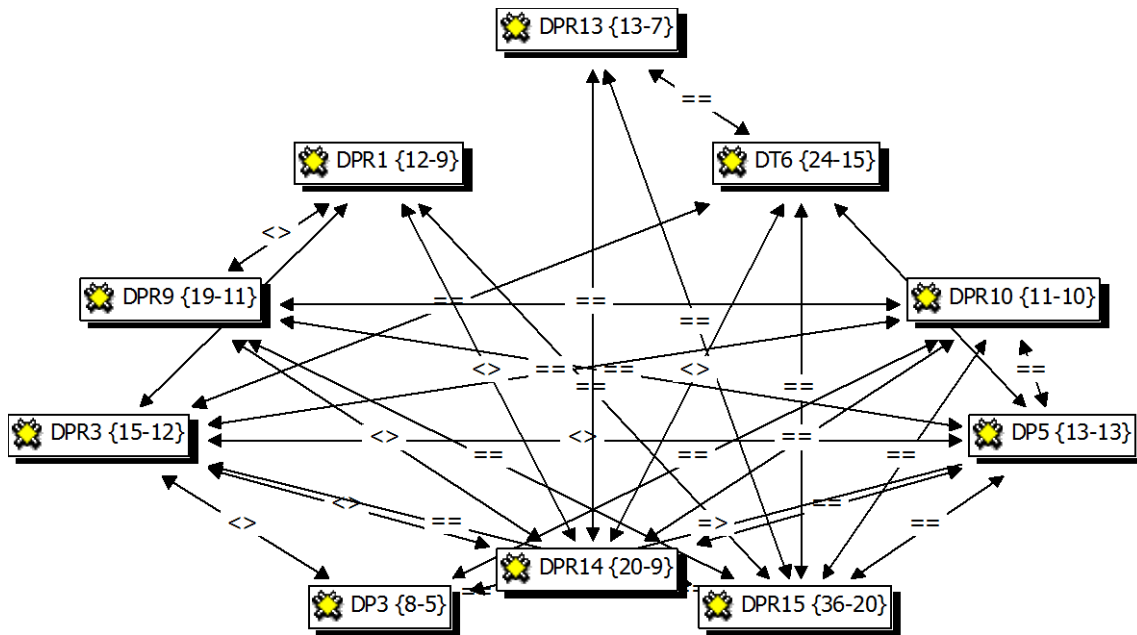 DPR13 {13-7}
==
DPR1 {12-9}
DT6 {24-15}
<>
DPR9 {19-11}
DPR10 {11-10}
==
==
==
<>
==
==
<>
==
==
==
DPR3 {15-12}
DP5 {13-13}
<>
<>
==
==
==
==
<>
<>
==
=>
==
==
DPR14 {20-9}
DP3 {8-5}
==
DPR15 {36-20}